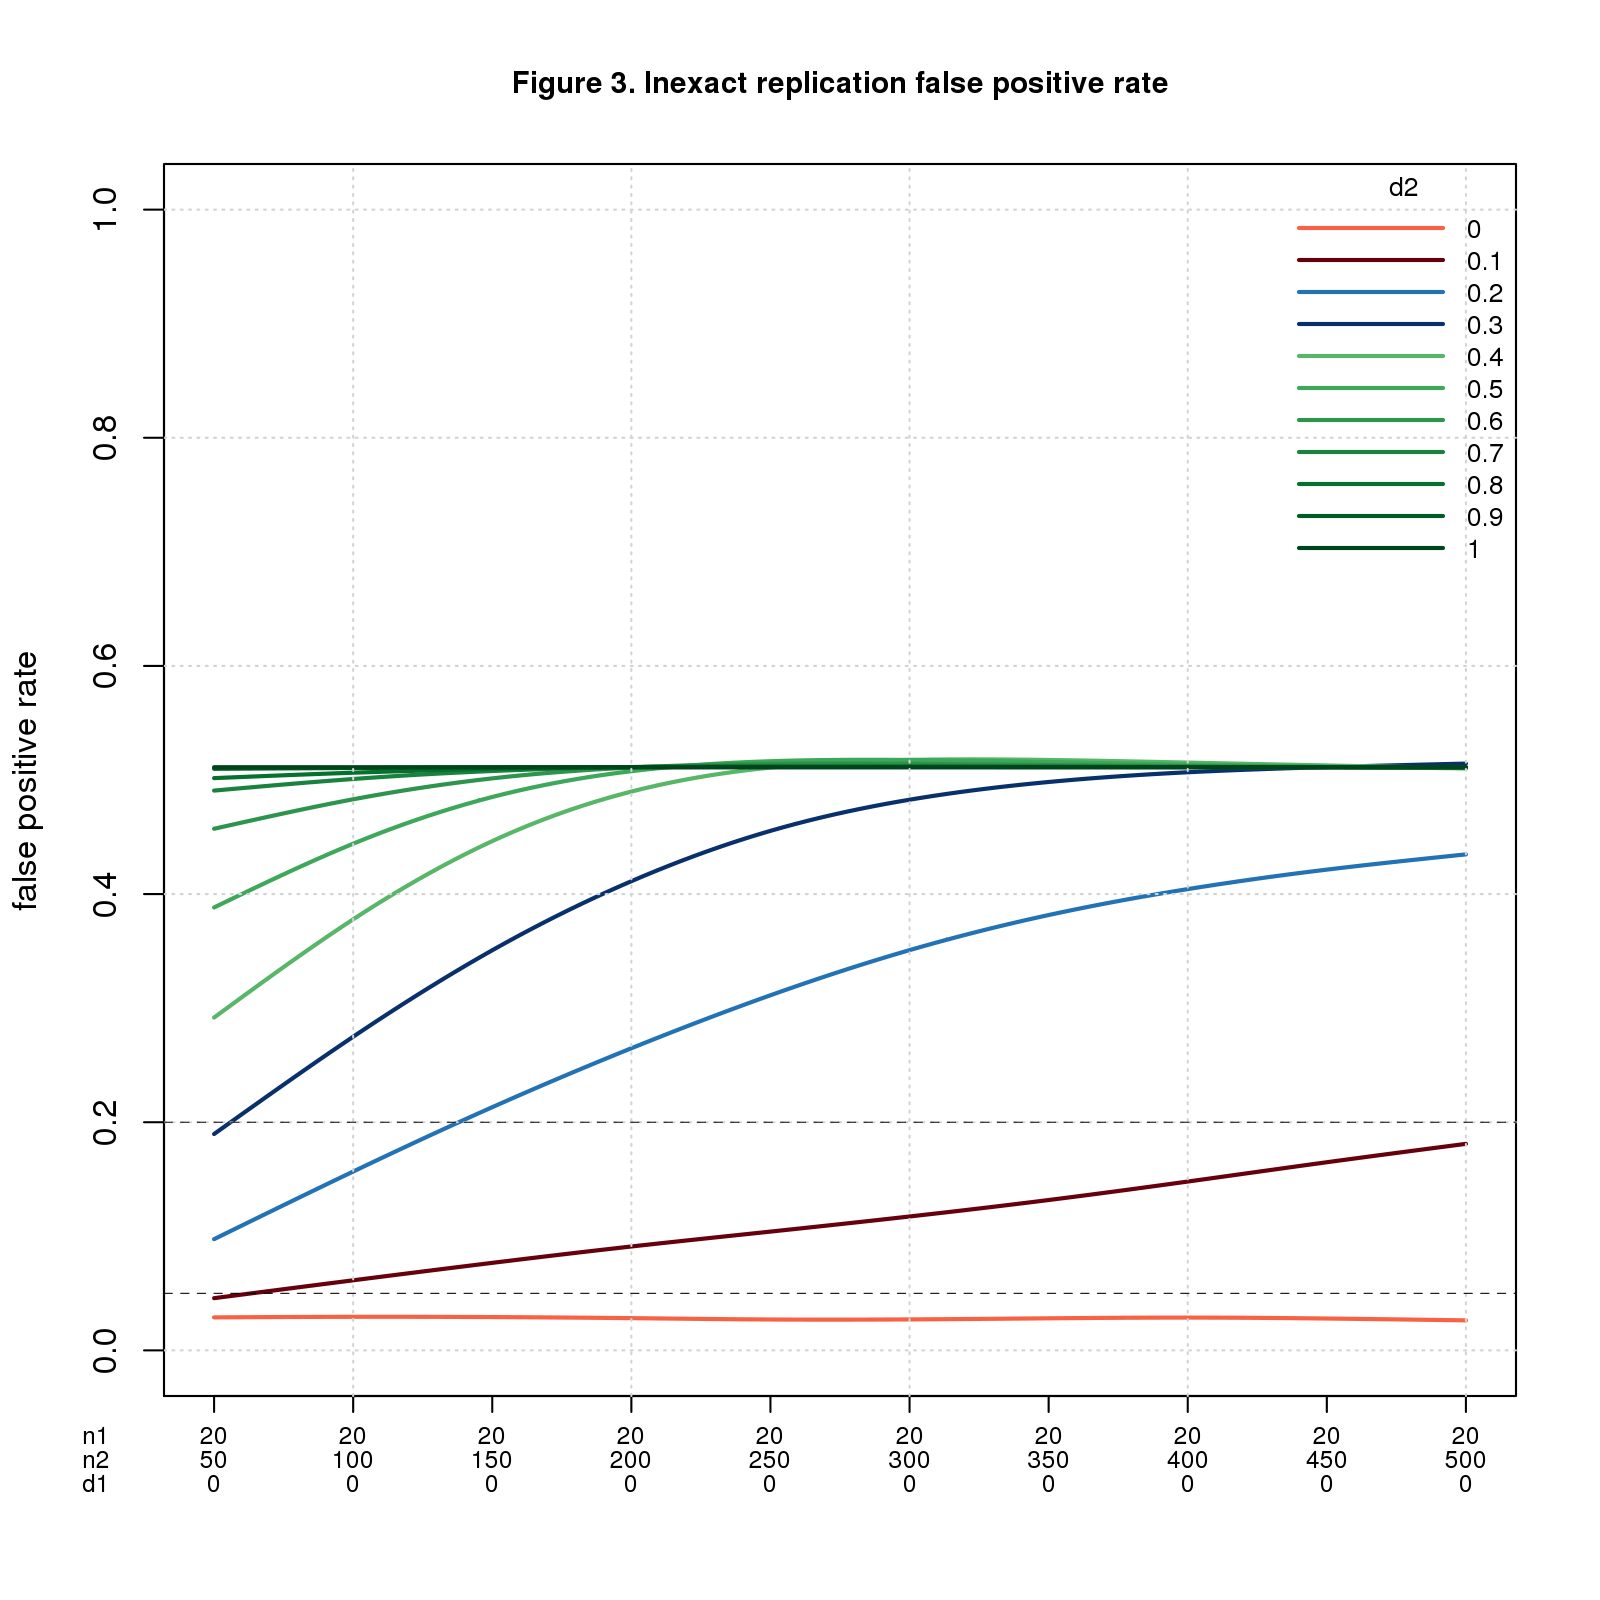 Figure 3. Inexact replication false positive rate
d2
0
0.1
0.2
0.3
0.4
0.5
0.6
0.7
0.8
0.9
1
false positive rate
1.0
0.8
0.6
0.4
0.2
0.0
n1 20 20 20 20 20 20 20 20 20 20
n2 50 100 150 200 250 300 350 400 450 500
d1 0 0 0 0 0 0 0 0 0 0